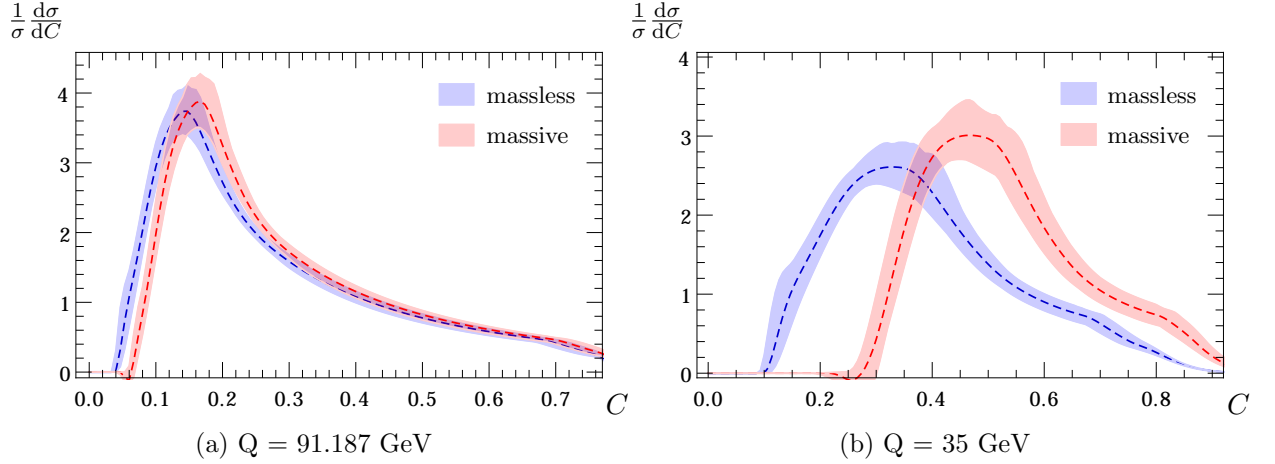 1/σ dσ/dC
4
3
2
1
0
0.0 0.1 0.2 0.3 0.4 0.5 0.6 0.7 C
massless
massive
(a) Q = 91.187 GeV
1/σ dσ/dC
4
3
2
1
0
0.0 0.2 0.4 0.6 0.8 C
massless
massive
(b) Q = 35 GeV